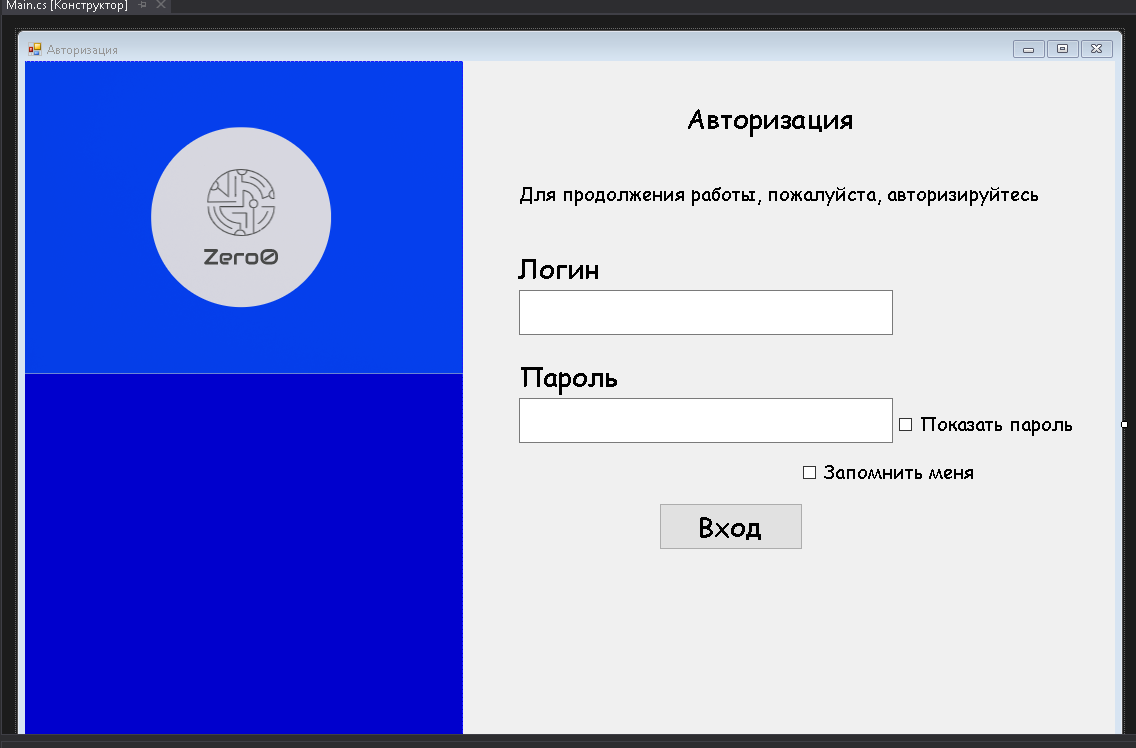 Main.cs [Конструктор]
Авторизация
Zero0
Авторизация
Для продолжения работы, пожалуйста, авторизируйтесь
Логин
Пароль
Показать пароль
Запомнить меня
Вход